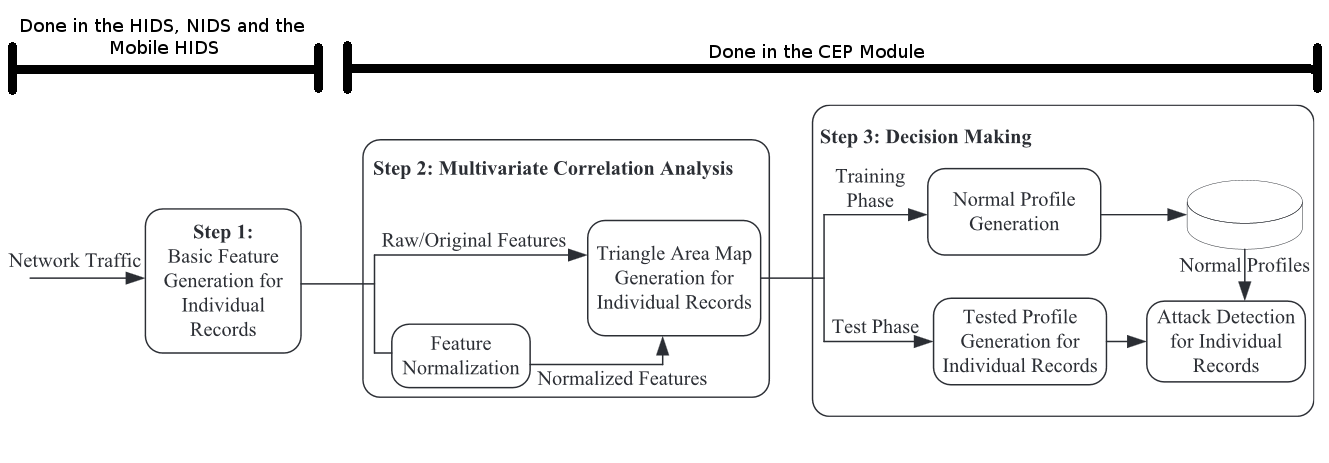 Done in the HIDS, NIDS and the
Mobile HIDS
Done in the CEP Module
Network Traffic
Step 1:
Basic Feature
Generation for
Individual
Records
Step 2: Multivariate Correlation Analysis
Raw/Original Features
Triangle Area Map
Generation for
Individual Records
Feature
Normalization
Normalized Features
Step 3: Decision Making
Training
Phase
Normal Profile
Generation
Normal Profiles
Test Phase
Tested Profile
Generation for
Individual Records
Attack Detection
for Individual
Records